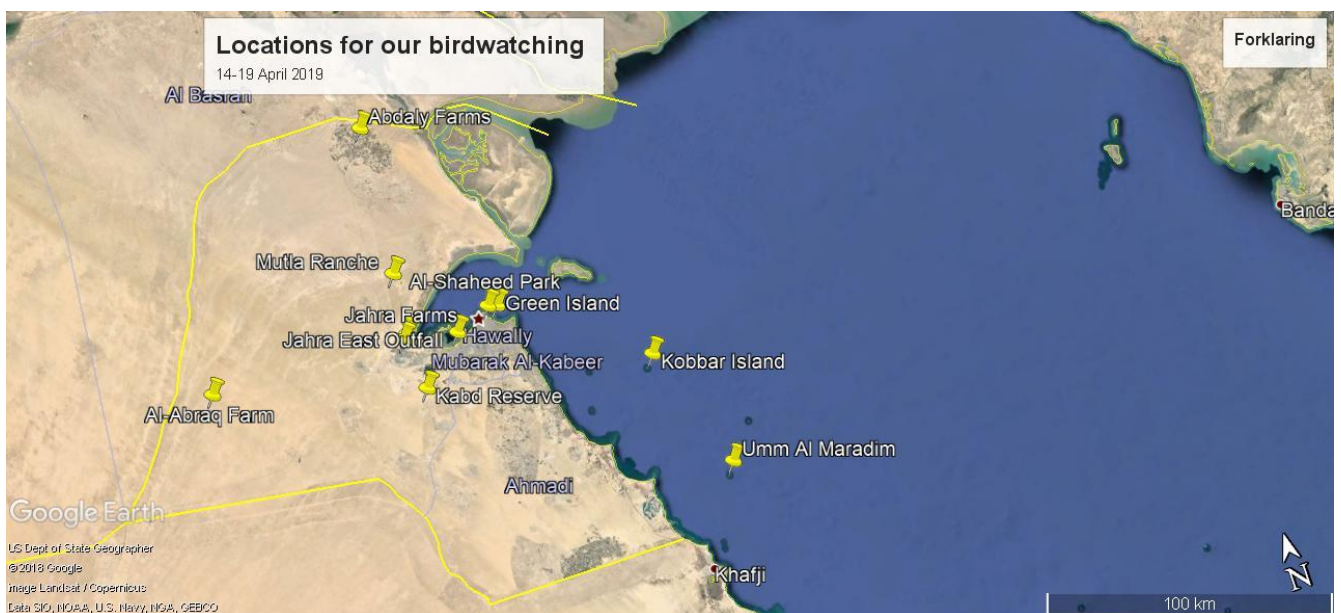 Locations for our birdwatching
14-19 April 2019
Forklaring
Al Basrah
Abdaly Farms
Banda
Mutla Ranche
Al-Shaheed Park
Green Island
Jahra Farms
Hawally
Jahra East Outfall
Mubarak Al-Kabeer
Kobbar Island
Kabd Reserve
Al-Abraq Farm
Umm Al Maradim
Ahmadi
Google Earth
US Dept of State Geographer
© 2018 Google
Image Landsat / Copernicus
Data SIO, NOAA, U.S. Navy, NGA, GEBCO
Khafji
N
100 km